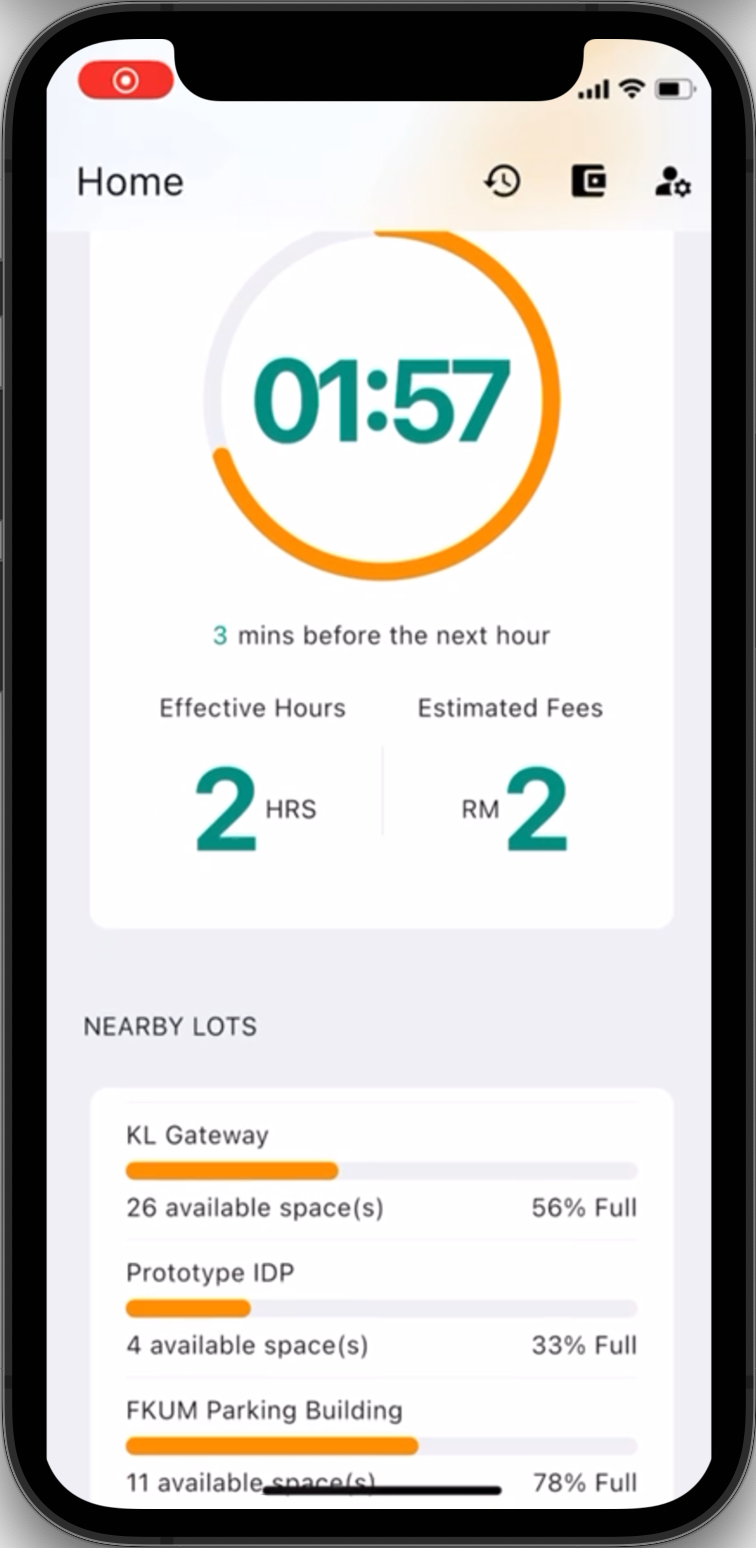 Home
01:57
3 mins before the next hour
Effective Hours Estimated Fees
2 HRS RM 2
NEARBY LOTS
KL Gateway
26 available space(s) 56% Full
Prototype IDP
4 available space(s) 33% Full
FKUM Parking Building
11 available space(s) 78% Full